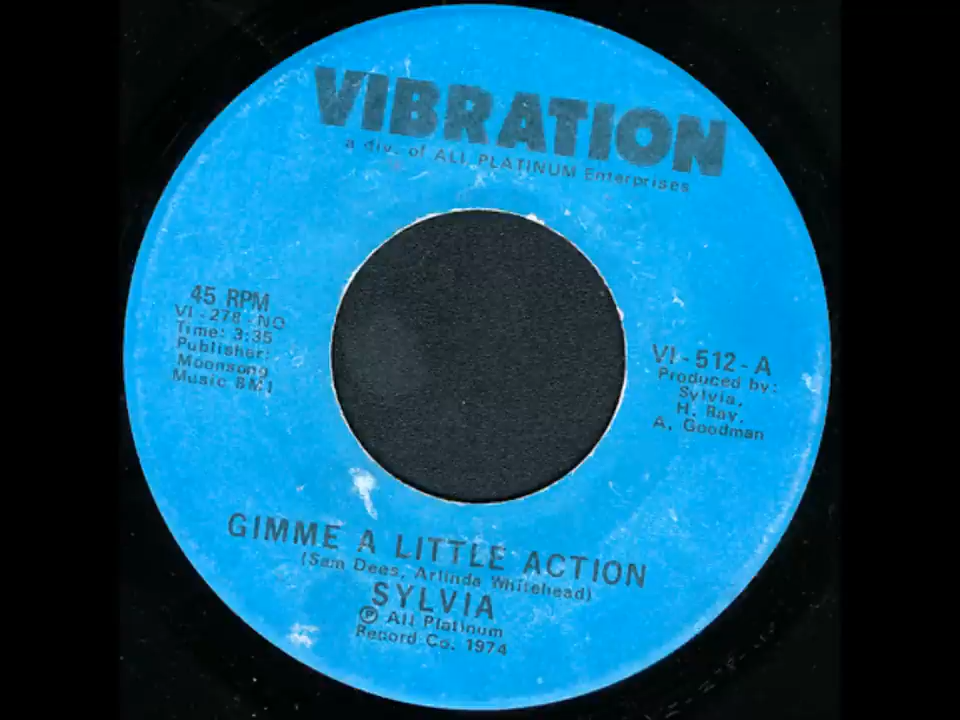 VIBRATION
a div. of ALL PLATINUM Enterprises
45 RPM
VI-278-NO
Time: 3:35
Publisher:
Moonsong
Music BMI
VI-512-A
Produced by:
Sylvia,
H. Ray,
A. Goodman
GIMME A LITTLE ACTION
(Sam Dees, Arlinda Whitehead)
SYLVIA
Ⓟ All Platinum
Record Co. 1974